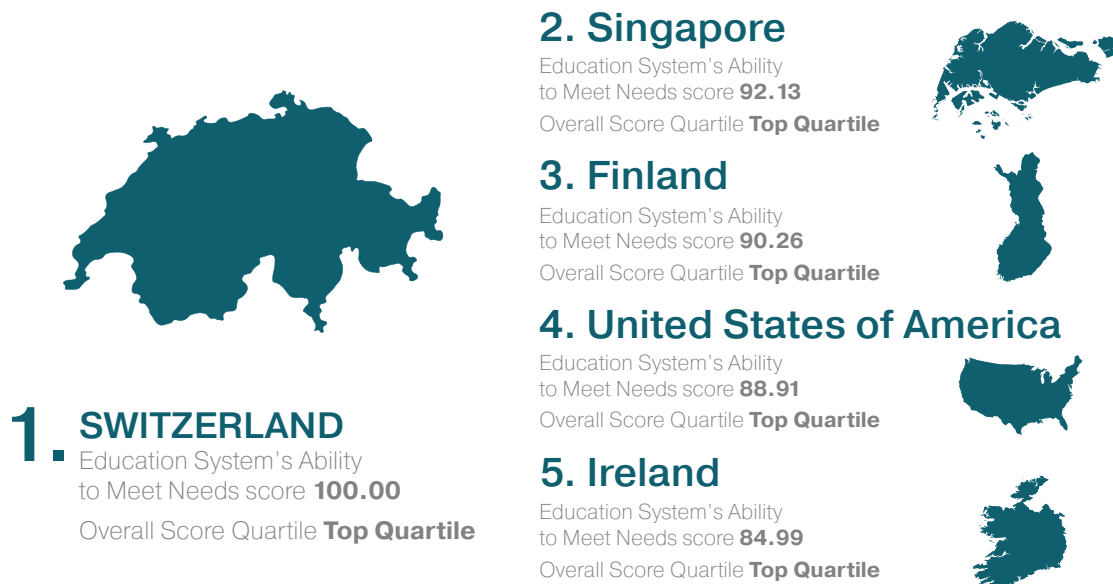 1. SWITZERLAND
Education System's Ability
to Meet Needs score 100.00
Overall Score Quartile Top Quartile
2. Singapore
Education System's Ability
to Meet Needs score 92.13
Overall Score Quartile Top Quartile
3. Finland
Education System's Ability
to Meet Needs score 90.26
Overall Score Quartile Top Quartile
4. United States of America
Education System's Ability
to Meet Needs score 88.91
Overall Score Quartile Top Quartile
5. Ireland
Education System's Ability
to Meet Needs score 84.99
Overall Score Quartile Top Quartile